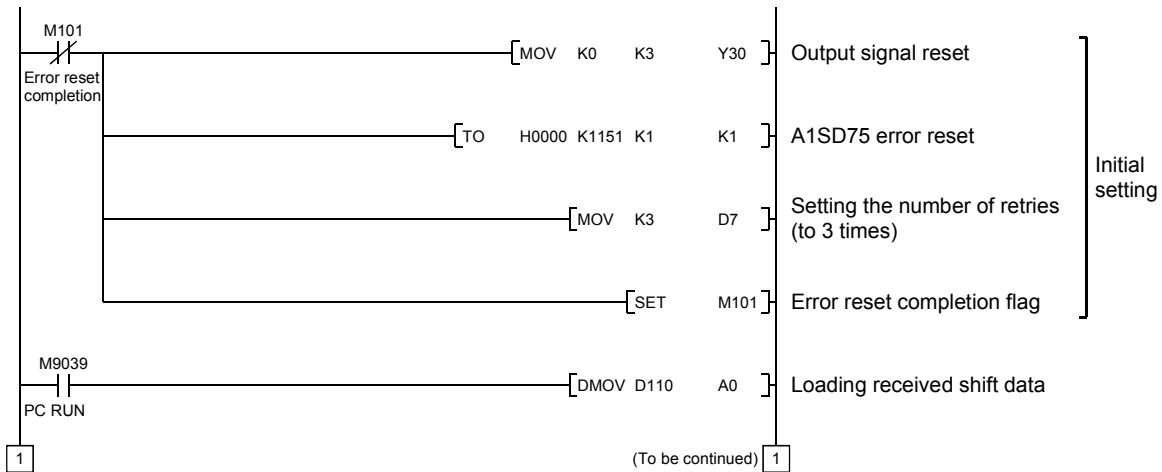 M101
MOV K0 K3 Y30 Output signal reset
Error reset
completion
TO H0000 K1151 K1 K1 A1SD75 error reset
Initial
setting
MOV K3 D7 Setting the number of retries
(to 3 times)
SET M101 Error reset completion flag
M9039
DMOV D110 A0 Loading received shift data
PC RUN
1 (To be continued) 1